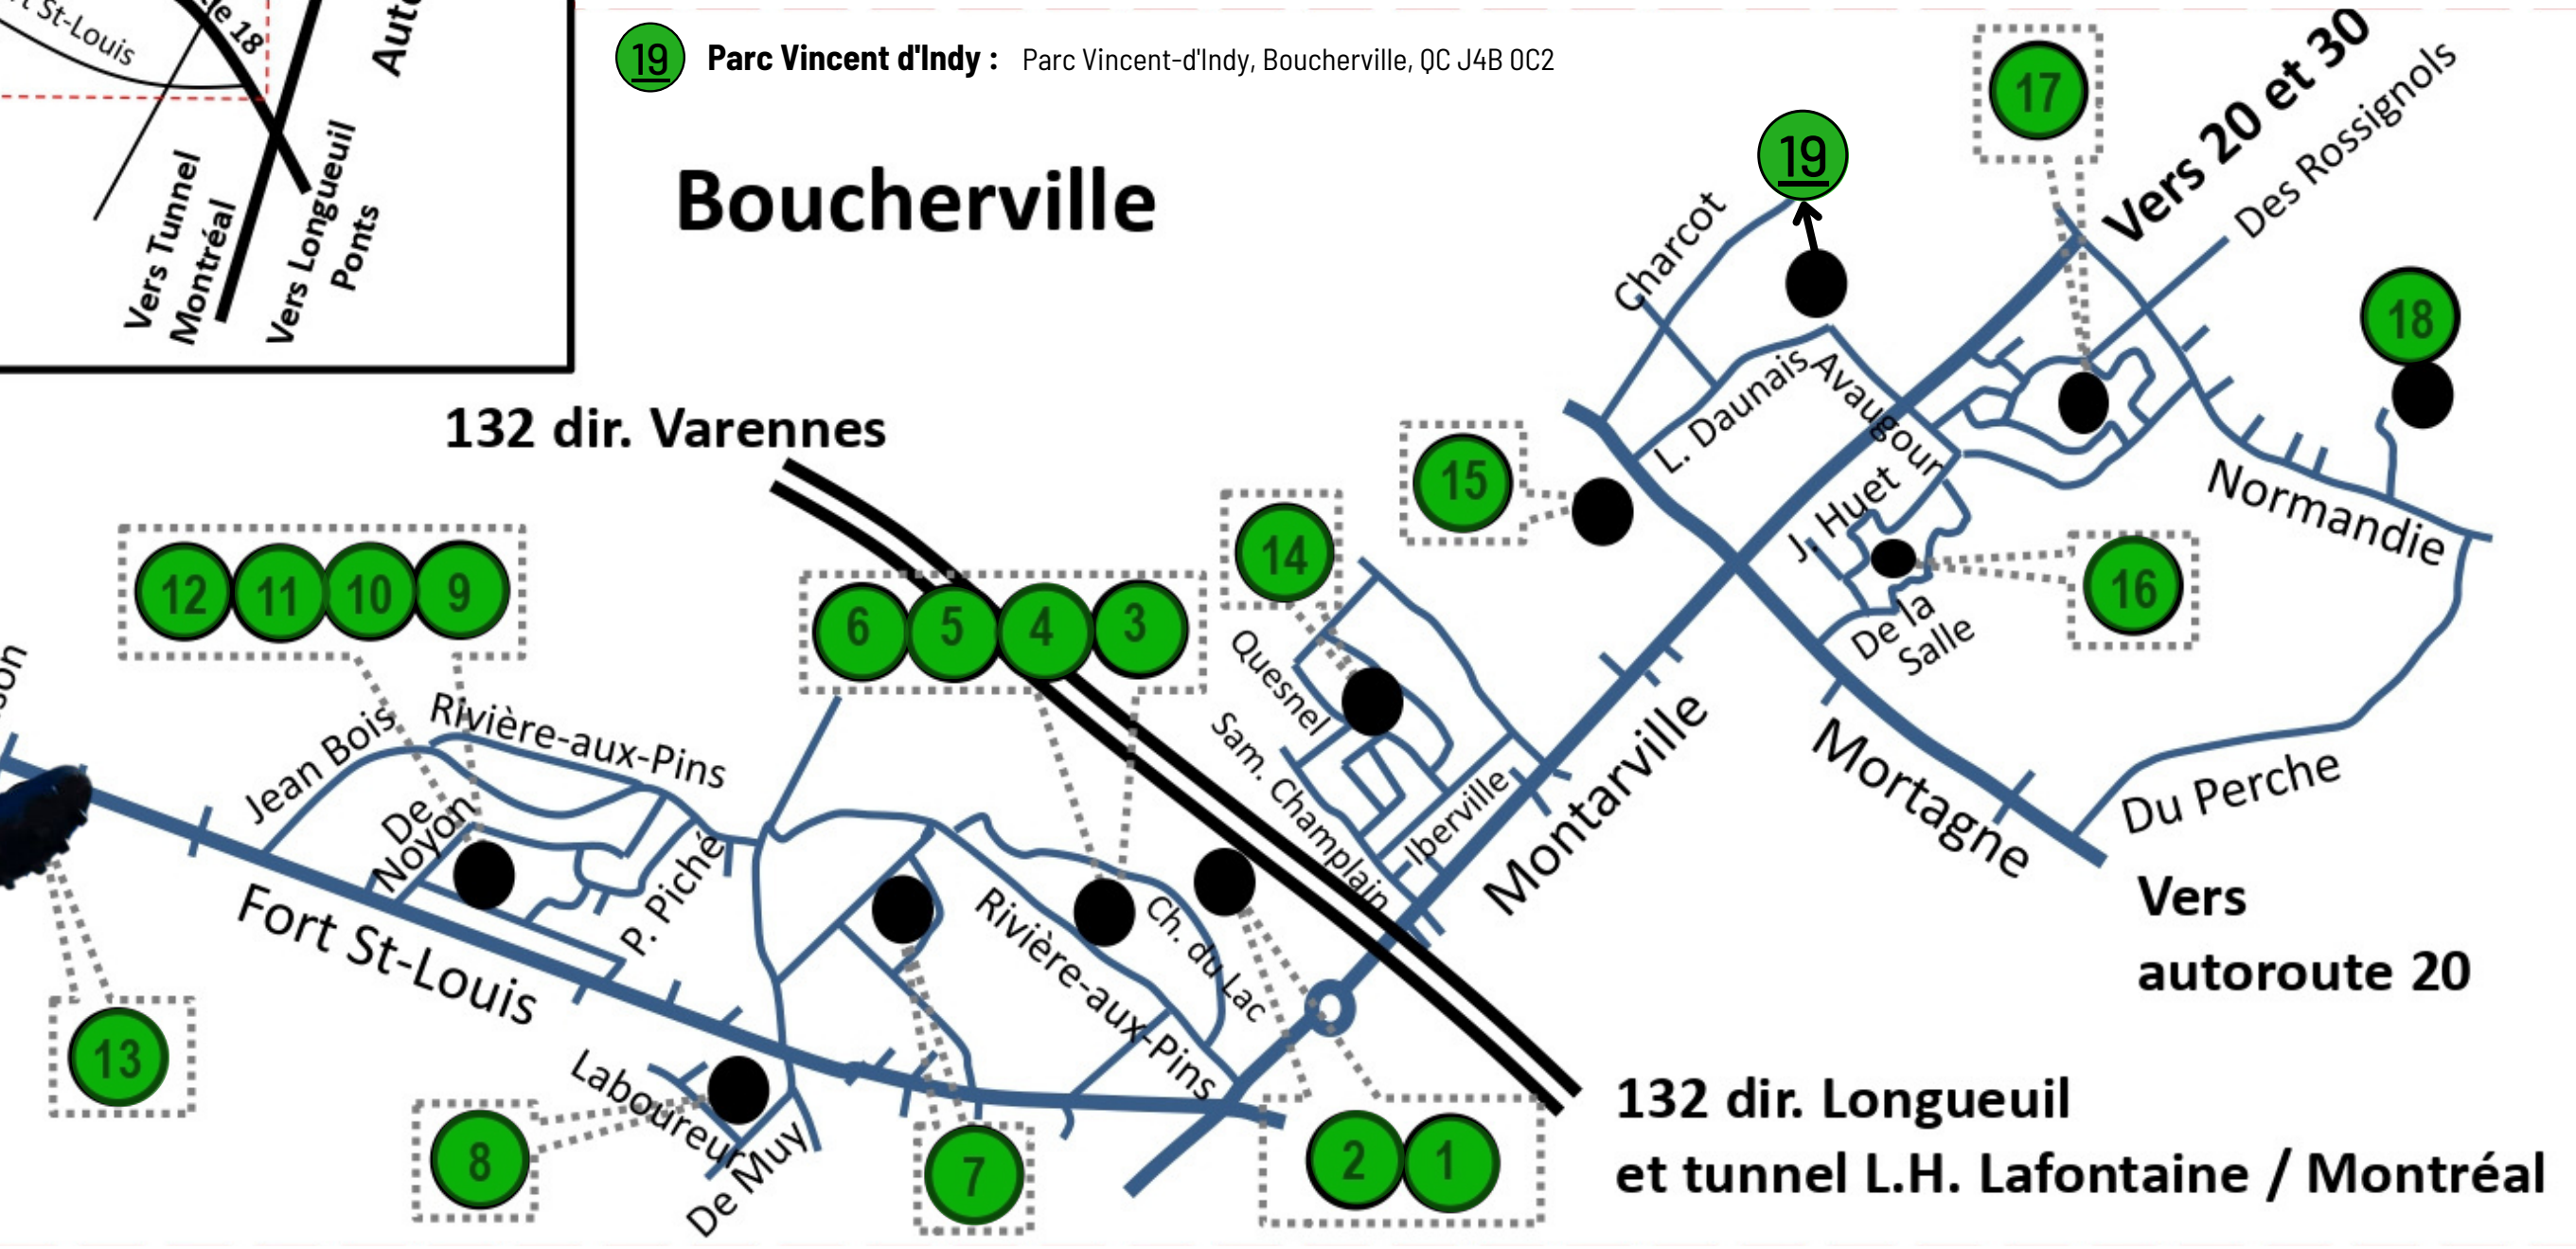 St-Louis
18
Vers Tunnel
Montréal
Vers Longueuil
Ponts
19 Parc Vincent d'Indy : Parc Vincent-d'Indy, Boucherville, QC J4B 0C2
Boucherville
17
Vers 20 et 30
Des Rossignols
19
Charcot
18
L. Daunais
Avaugour
132 dir. Varennes
15
J. Huet
Normandie
14
16
De la
Salle
12 11 10 9
6 5 4 3
Quesnel
Jean Bois
Rivière-aux-Pins
Sam. Champlain
Iberville
Montarville
Mortagne
Du Perche
De
Noyon
P. Piché
Fort St-Louis
Rivière-aux-Pins
Ch. du Lac
Vers
autoroute 20
13
Laboureur
De Muy
8
7
2 1
132 dir. Longueuil
et tunnel L.H. Lafontaine / Montréal